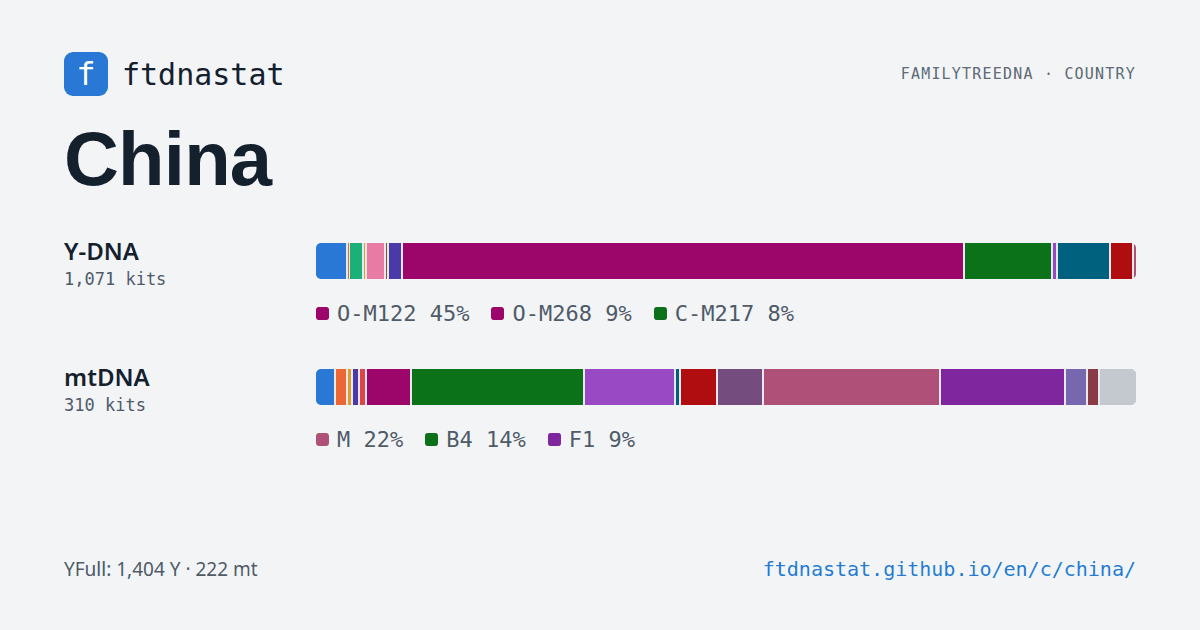 f ftdnastat
FAMILYTREEDNA · COUNTRY
China
Y-DNA
1,071 kits
O-M122 45% O-M268 9% C-M217 8%
mtDNA
310 kits
M 22% B4 14% F1 9%
YFull: 1,404 Y · 222 mt
ftdnastat.github.io/en/c/china/